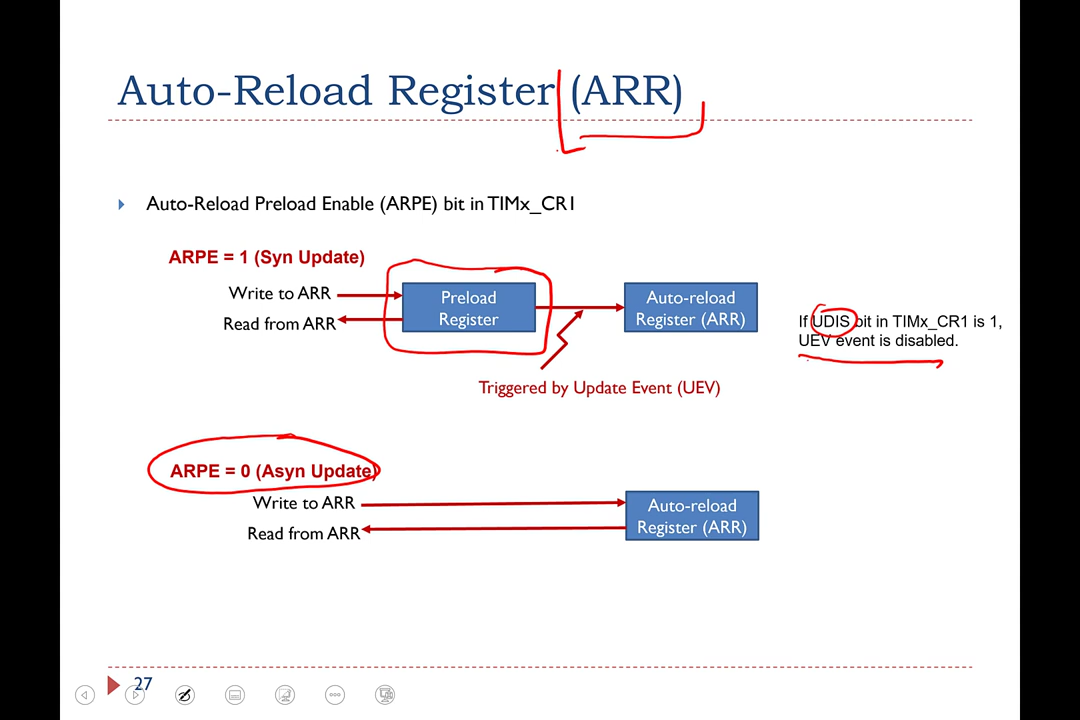 Auto-Reload Register (ARR)
Auto-Reload Preload Enable (ARPE) bit in TIMx_CR1
ARPE = 1 (Syn Update)
Write to ARR
Read from ARR
Preload
Register
Auto-reload
Register (ARR)
If UDIS bit in TIMx_CR1 is 1,
UEV event is disabled.
Triggered by Update Event (UEV)
ARPE = 0 (Asyn Update)
Write to ARR
Read from ARR
Auto-reload
Register (ARR)
27